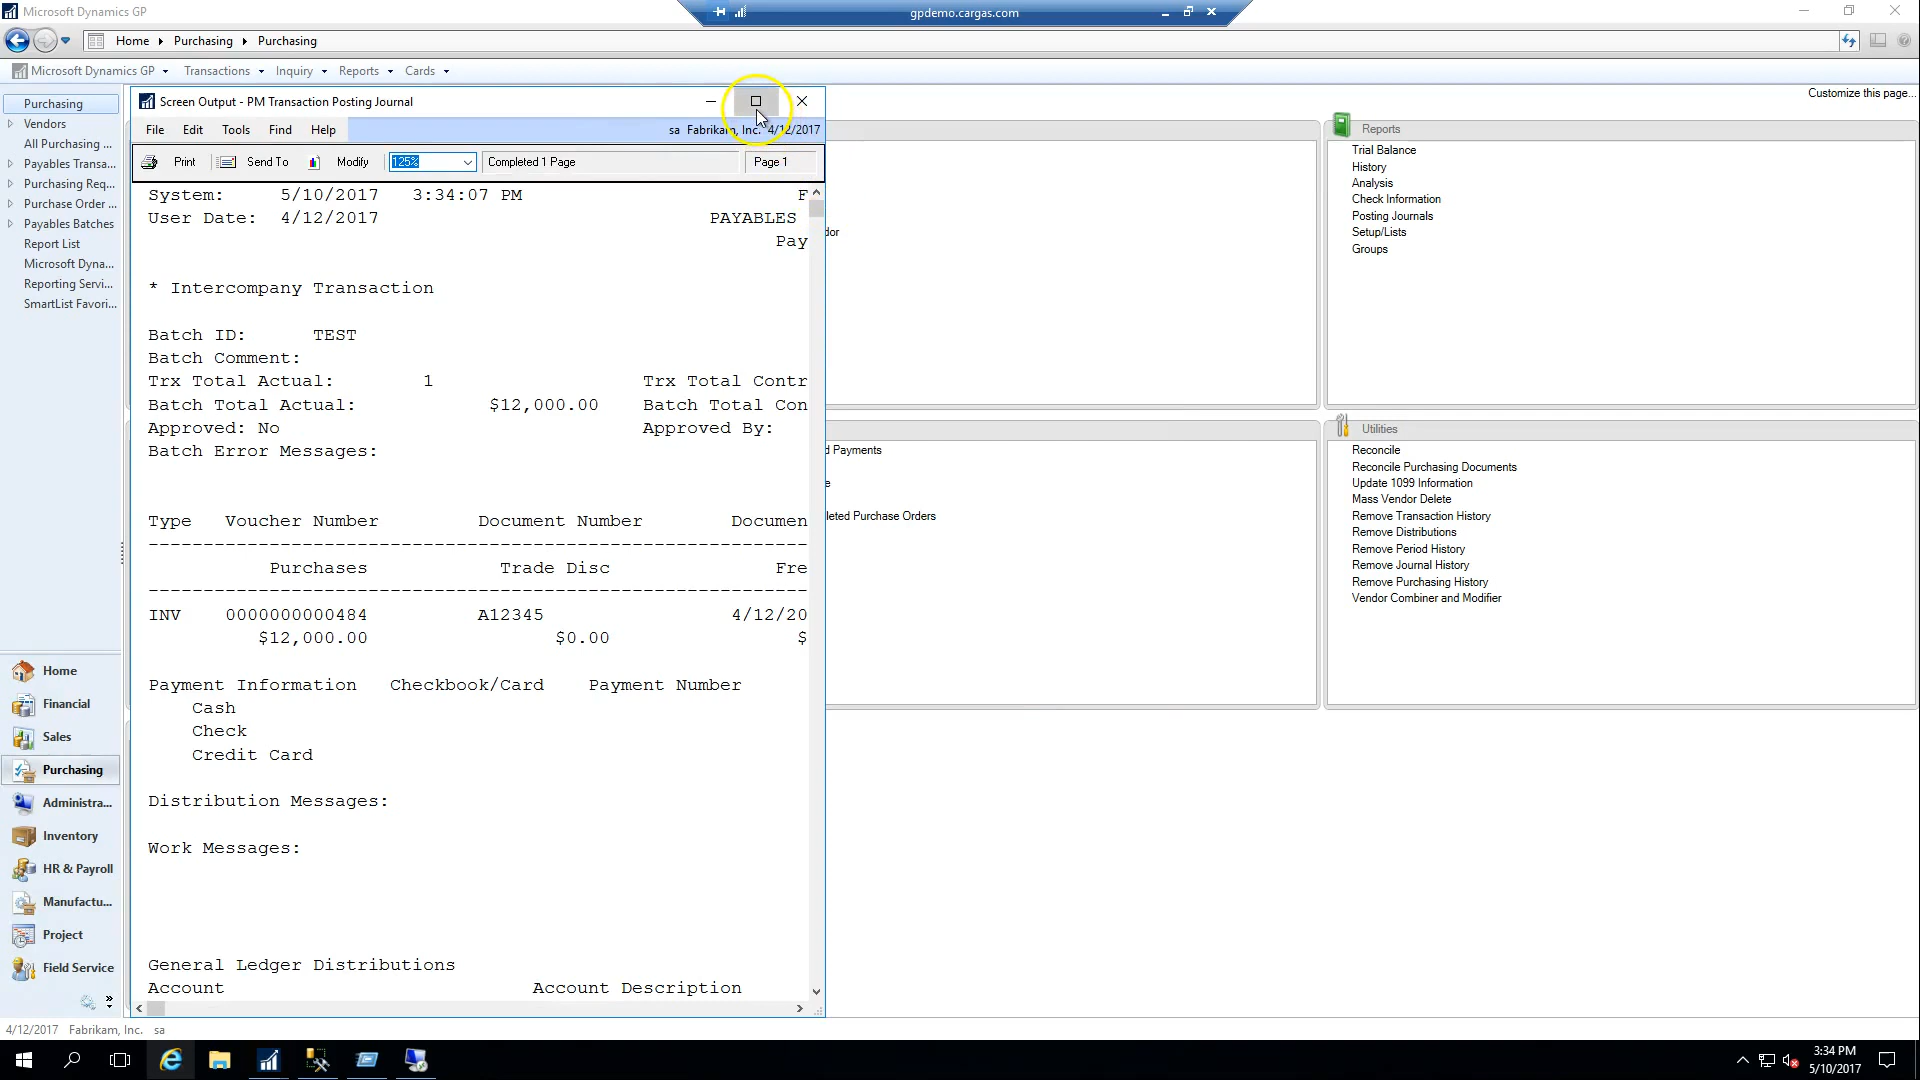 Microsoft Dynamics GP
gpdemo.cargas.com
Home Purchasing Purchasing
Microsoft Dynamics GP Transactions Inquiry Reports Cards
Customize this page...
Purchasing
Vendors
All Purchasing ...
Payables Transa...
Purchasing Req...
Purchase Order ...
Payables Batches
Report List
Microsoft Dyna...
Reporting Servi...
SmartList Favori...
Home
Financial
Sales
Purchasing
Administra...
Inventory
HR & Payroll
Manufactu...
Project
Field Service
Screen Output - PM Transaction Posting Journal
File Edit Tools Find Help
sa Fabrikam, Inc. 4/12/2017
Print Send To Modify 125% Completed 1 Page Page 1
System: 5/10/2017 3:34:07 PM F
User Date: 4/12/2017 PAYABLES
Pay
* Intercompany Transaction
Batch ID: TEST
Batch Comment:
Trx Total Actual: 1 Trx Total Contr
Batch Total Actual: $12,000.00 Batch Total Con
Approved: No Approved By:
Batch Error Messages:
Type Voucher Number Document Number Documen
Purchases Trade Disc Fre
INV 0000000000484 A12345 4/12/20
$12,000.00 $0.00 $
Payment Information Checkbook/Card Payment Number
Cash
Check
Credit Card
Distribution Messages:
Work Messages:
General Ledger Distributions
Account Account Description
dor
d Payments
e
leted Purchase Orders
Reports
Trial Balance
History
Analysis
Check Information
Posting Journals
Setup/Lists
Groups
Utilities
Reconcile
Reconcile Purchasing Documents
Update 1099 Information
Mass Vendor Delete
Remove Transaction History
Remove Distributions
Remove Period History
Remove Journal History
Remove Purchasing History
Vendor Combiner and Modifier
4/12/2017 Fabrikam, Inc. sa
3:34 PM
5/10/2017